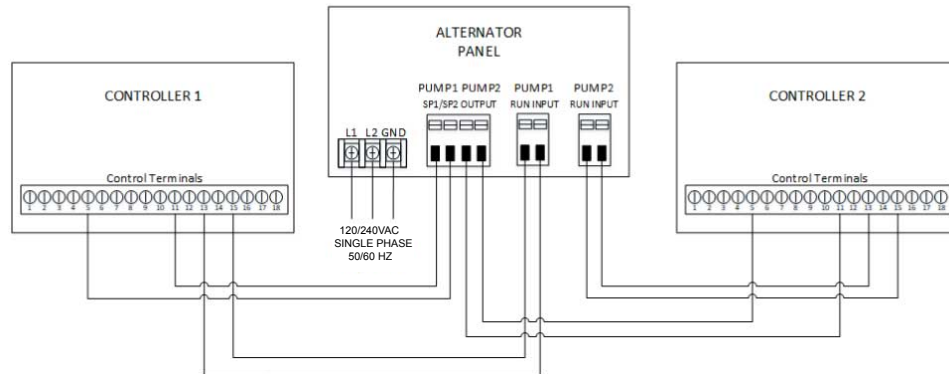 ALTERNATOR
PANEL
CONTROLLER 1
CONTROLLER 2
PUMP1 PUMP2
SP1/SP2 OUTPUT
PUMP1
RUN INPUT
PUMP2
RUN INPUT
L1 L2 GND
Control Terminals
1 2 3 4 5 6 7 8 9 10 11 12 13 14 15 16 17 18
Control Terminals
1 2 3 4 5 6 7 8 9 10 11 12 13 14 15 16 17 18
120/240VAC
SINGLE PHASE
50/60 HZ